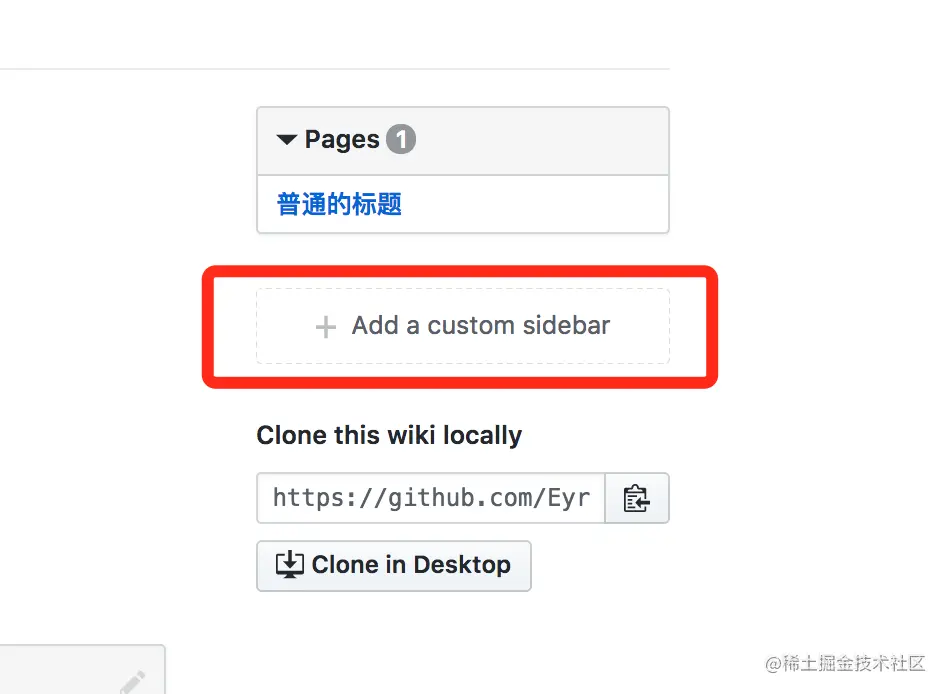 Pages 1
普通的标题
Add a custom sidebar
Clone this wiki locally
https://github.com/Eyr
Clone in Desktop
@稀土掘金技术社区